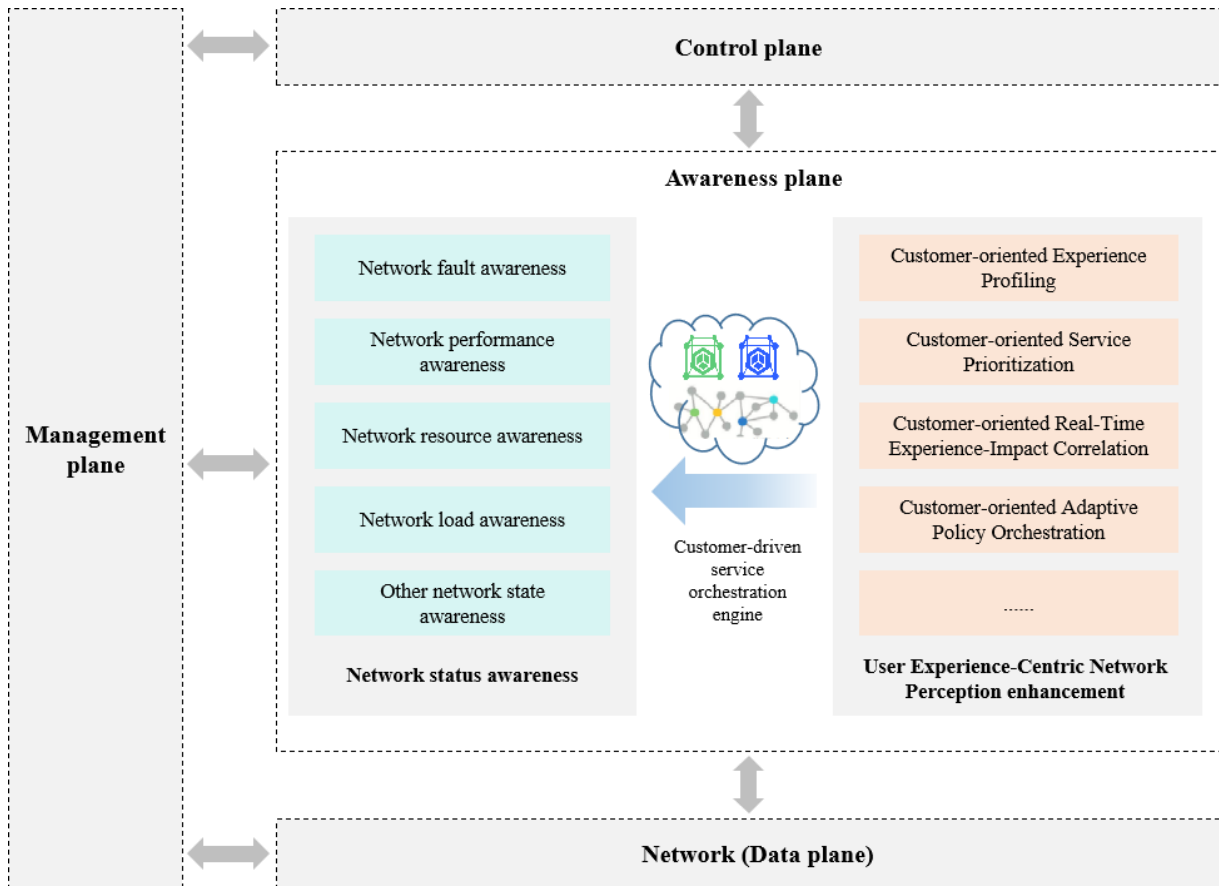 Control plane
Awareness plane
Management
plane
Network fault awareness
Network performance
awareness
Network resource awareness
Network load awareness
Other network state
awareness
Network status awareness
Customer-driven
service
orchestration
engine
Customer-oriented Experience
Profiling
Customer-oriented Service
Prioritization
Customer-oriented Real-Time
Experience-Impact Correlation
Customer-oriented Adaptive
Policy Orchestration
......
User Experience-Centric Network
Perception enhancement
Network (Data plane)